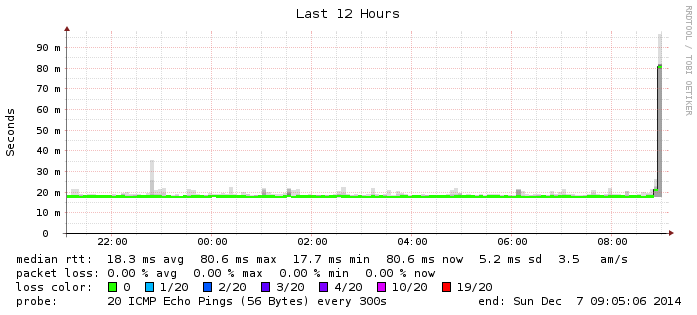 Last 12 Hours
RRDTOOL / TOBI OETIKER
Seconds
90 m
80 m
70 m
60 m
50 m
40 m
30 m
20 m
10 m
0
22:00 00:00 02:00 04:00 06:00 08:00
median rtt: 18.3 ms avg 80.6 ms max 17.7 ms min 80.6 ms now 5.2 ms sd 3.5 am/s
packet loss: 0.00 % avg 0.00 % max 0.00 % min 0.00 % now
loss color: 0 1/20 2/20 3/20 4/20 10/20 19/20
probe: 20 ICMP Echo Pings (56 Bytes) every 300s end: Sun Dec 7 09:05:06 2014